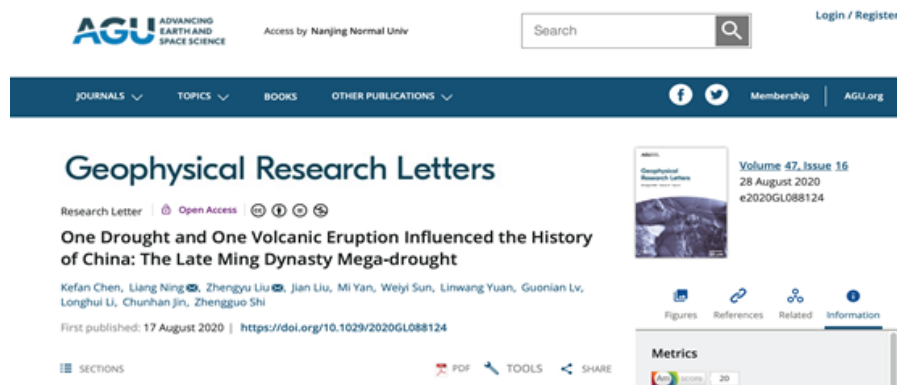 AGU ADVANCING
EARTH AND
SPACE SCIENCE
Access by Nanjing Normal Univ
Search
Login / Register
JOURNALS
TOPICS
BOOKS
OTHER PUBLICATIONS
Membership
AGU.org
Geophysical Research Letters
Volume 47, Issue 16
28 August 2020
e2020GL088124
Research Letter
Open Access
One Drought and One Volcanic Eruption Influenced the History
of China: The Late Ming Dynasty Mega-drought
Kefan Chen, Liang Ning, Zhengyu Liu, Jian Liu, Mi Yan, Weiyi Sun, Linwang Yuan, Guonian Lv,
Longhui Li, Chunhan Jin, Zhengguo Shi
First published: 17 August 2020 | https://doi.org/10.1029/2020GL088124
SECTIONS
PDF
TOOLS
SHARE
Geophysical
Research Letters
Figures
References
Related
Information
Metrics
Am score 20